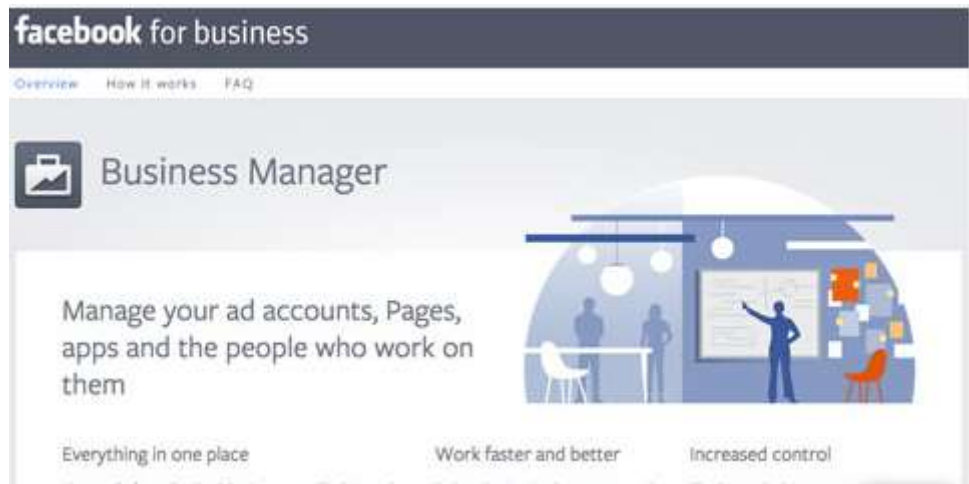 facebook for business
Overview How it works FAQ
Business Manager
Manage your ad accounts, Pages,
apps and the people who work on
them
Everything in one place Work faster and better Increased control